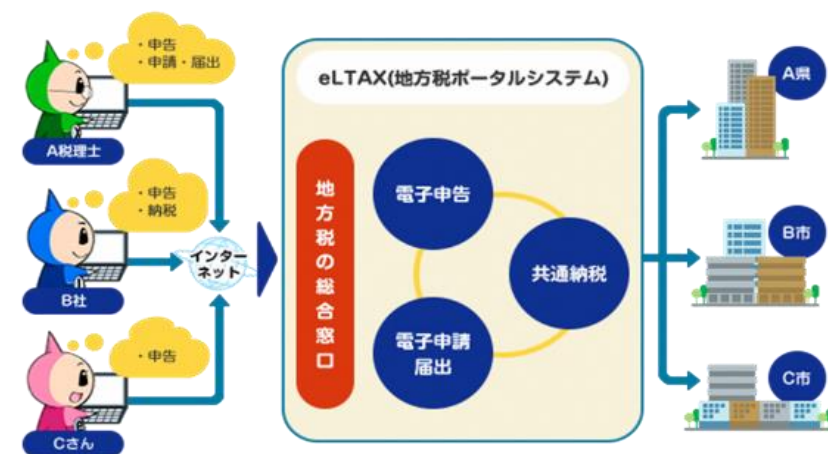 ・申告
・申請・届出
A税理士
・申告
・納税
B社
・申告
Cさん
インター
ネット
eLTAX(地方税ポータルシステム)
地方税の総合窓口
電子申告
共通納税
電子申請
届出
A県
B市
C市